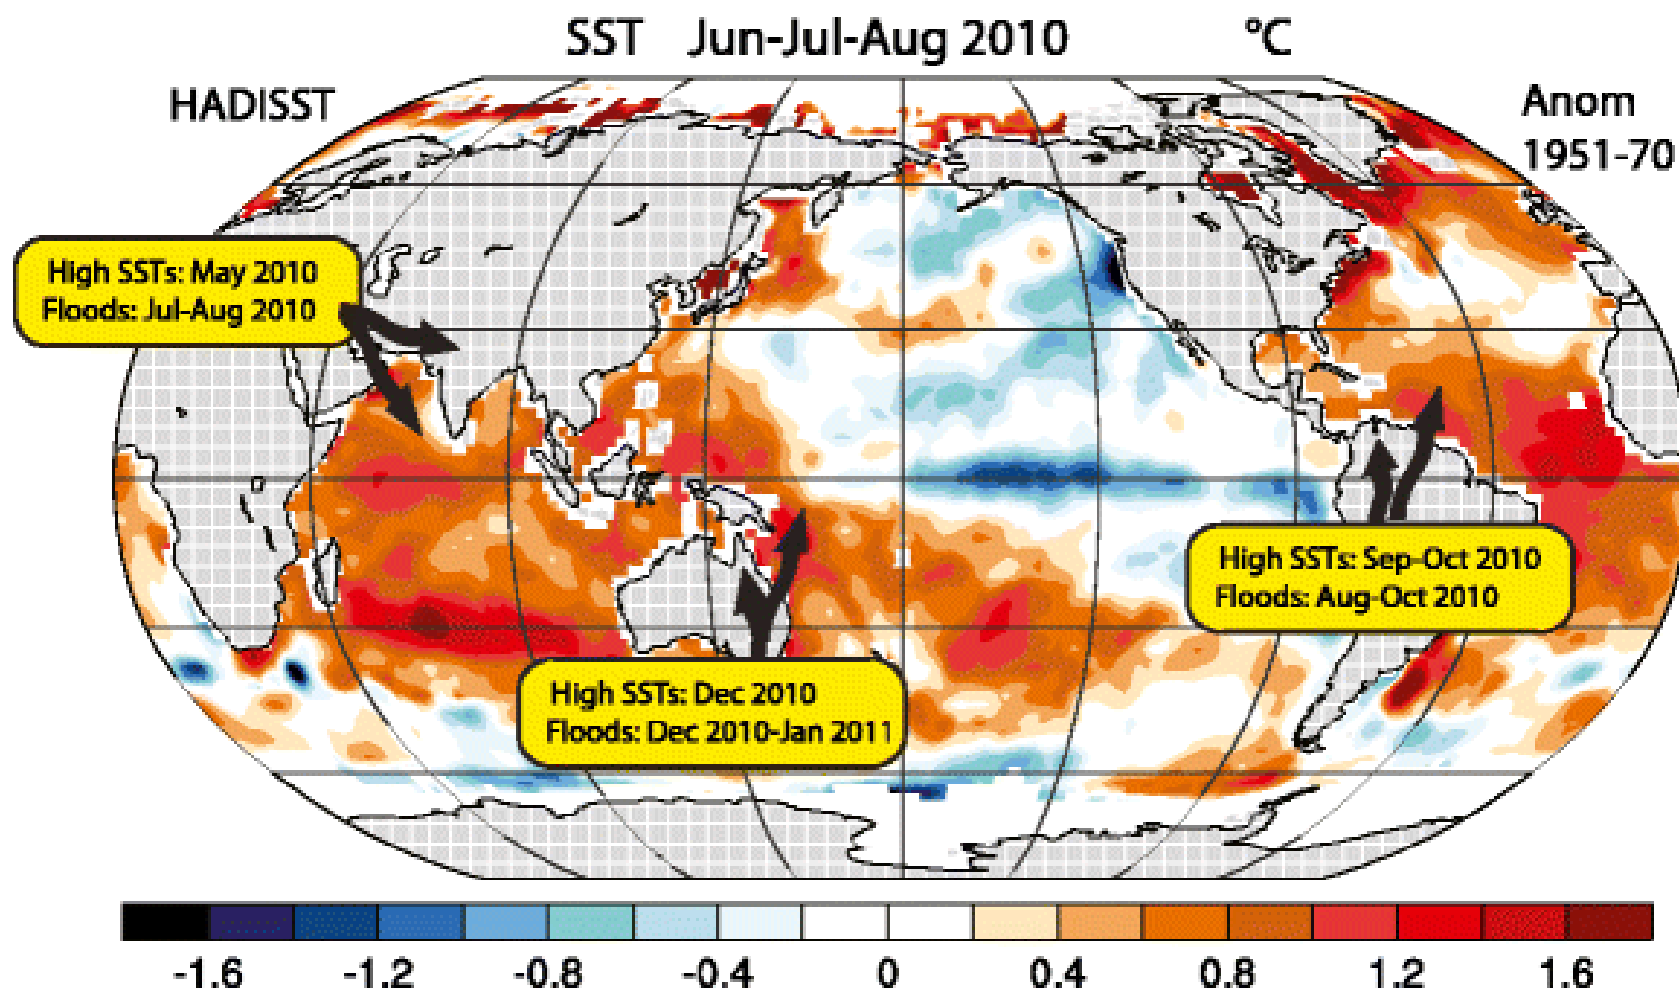 SST Jun-Jul-Aug 2010 °C
HADISST
Anom
1951-70
High SSTs: May 2010
Floods: Jul-Aug 2010
High SSTs: Sep-Oct 2010
Floods: Aug-Oct 2010
High SSTs: Dec 2010
Floods: Dec 2010-Jan 2011
-1.6 -1.2 -0.8 -0.4 0 0.4 0.8 1.2 1.6